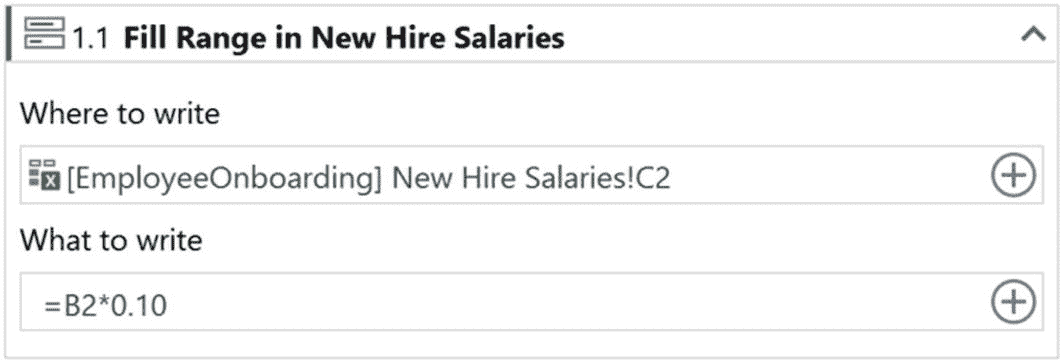 1.1 Fill Range in New Hire Salaries
Where to write
[EmployeeOnboarding] New Hire Salaries!C2
What to write
=B2*0.10